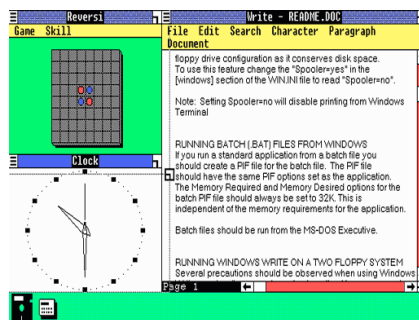 Reversi
Game Skill
Clock
Write - README.DOC
File Edit Search Character Paragraph
Document
floppy drive configuration as it conserves disk space.
To use this feature change the "Spooler=yes" in the
[windows] section of the WIN.INI file to read "Spooler=no".
Note: Setting Spooler=no will disable printing from Windows
Terminal
RUNNING BATCH (.BAT) FILES FROM WINDOWS
If you run a standard application from a batch file you
should create a PIF file for the batch file. The PIF file
should have the same PIF options set as the application.
The Memory Required and Memory Desired options for the
batch PIF file should always be set to 32K. This is
independent of the memory requirements for the application.
Batch files should be run from the MS-DOS Executive.
RUNNING WINDOWS WRITE ON A TWO FLOPPY SYSTEM
Several precautions should be observed when using Windows
Page 1